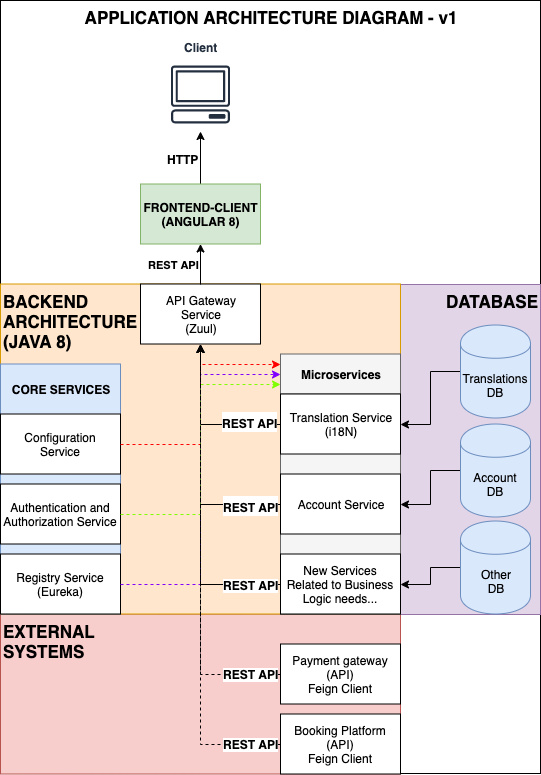 APPLICATION ARCHITECTURE DIAGRAM - v1
Client
HTTP
FRONTEND-CLIENT
(ANGULAR 8)
REST API
BACKEND
ARCHITECTURE
(JAVA 8)
API Gateway
Service
(Zuul)
DATABASE
CORE SERVICES
Configuration
Service
Authentication and
Authorization Service
Registry Service
(Eureka)
Microservices
REST API
Translation Service
(i18N)
Translations
DB
REST API
Account Service
Account
DB
REST API
New Services
Related to Business
Logic needs...
Other
DB
EXTERNAL
SYSTEMS
REST API
Payment gateway
(API)
Feign Client
REST API
Booking Platform
(API)
Feign Client